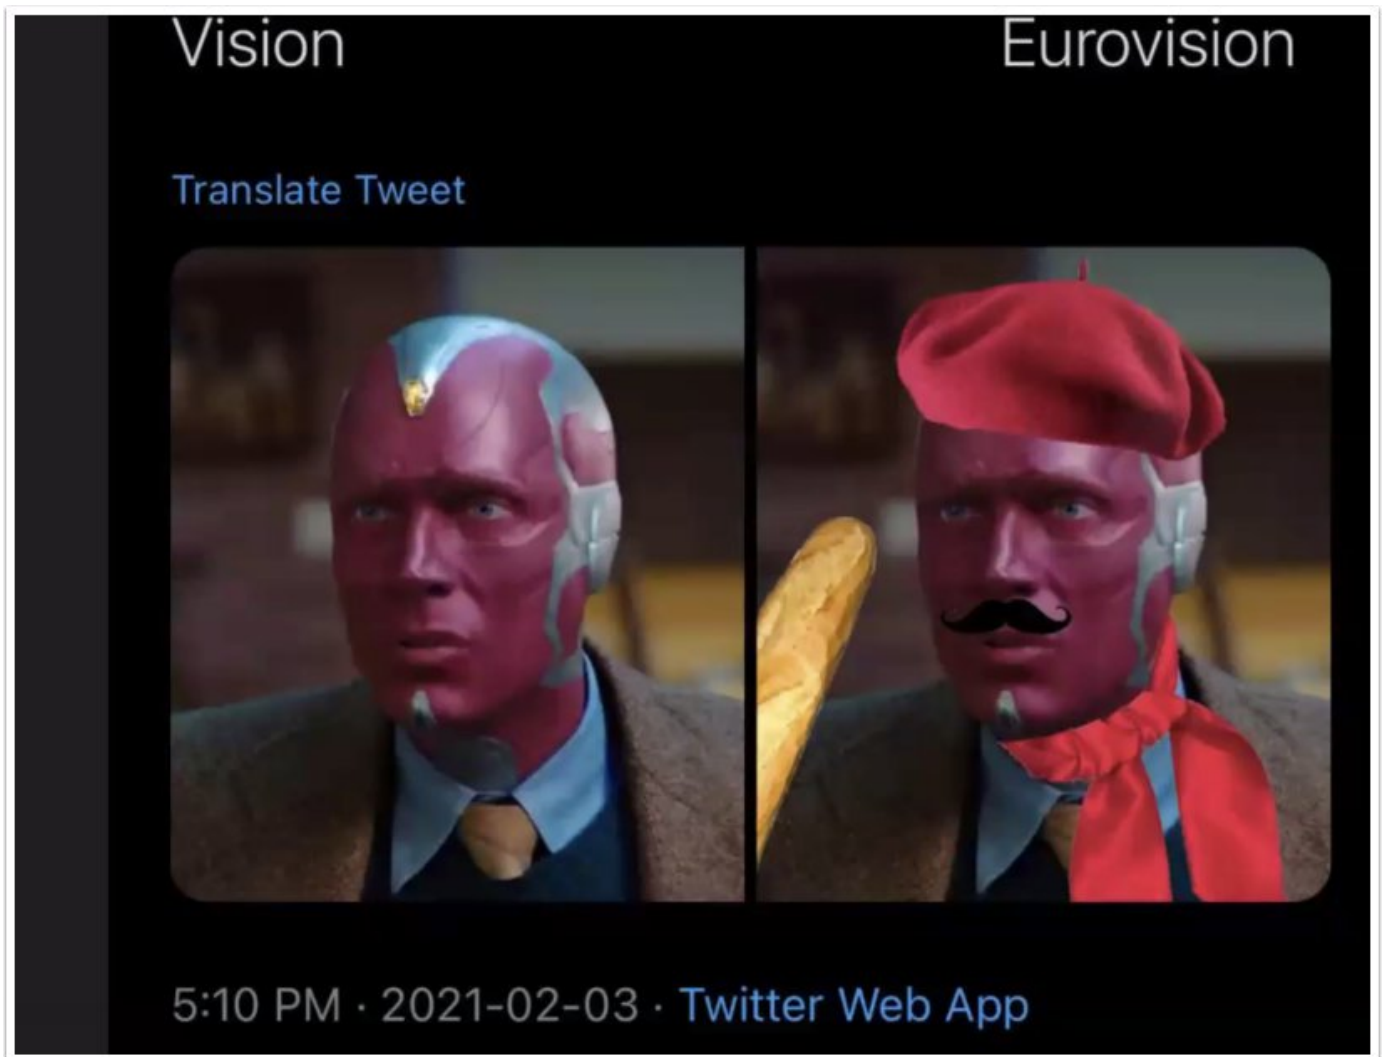 Vision Eurovision
Translate Tweet
5:10 PM · 2021-02-03 · Twitter Web App